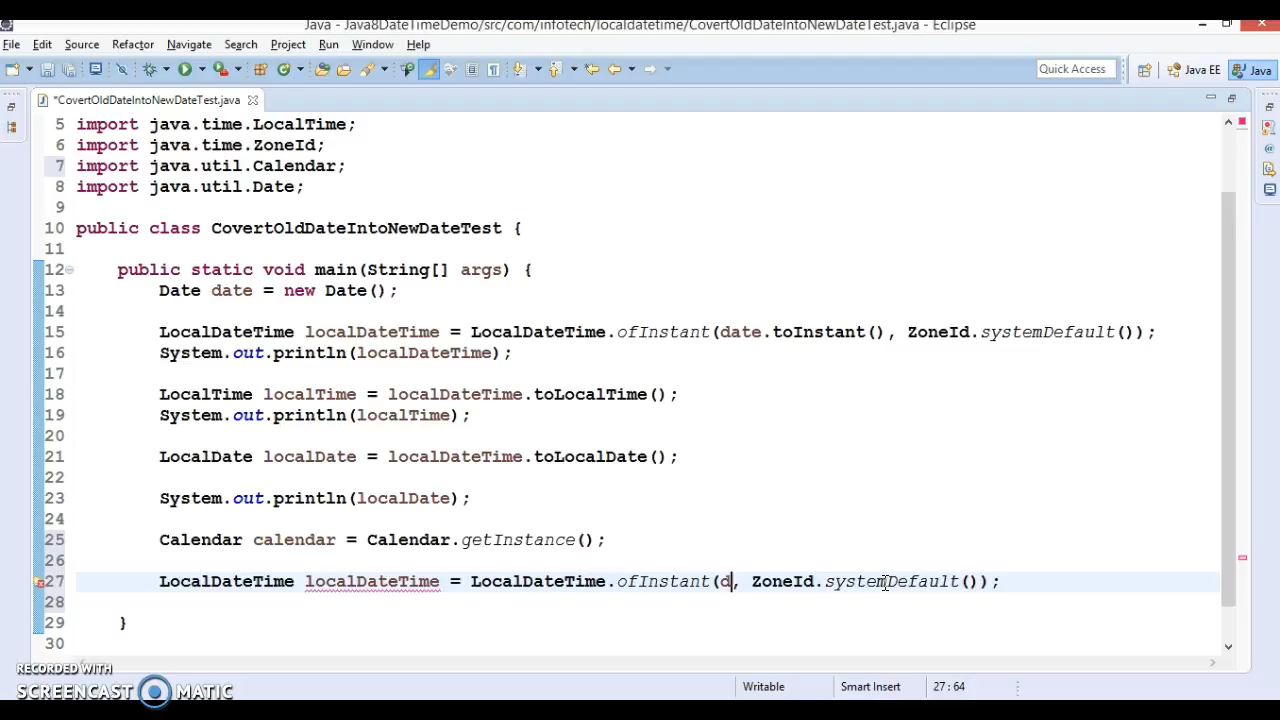 Java - Java8DateTimeDemo/src/com/infotech/localdatetime/CovertOldDateIntoNewDateTest.java - Eclipse
File Edit Source Refactor Navigate Search Project Run Window Help
Quick Access Java EE Java
*CovertOldDateIntoNewDateTest.java
5 import java.time.LocalTime;
6 import java.time.ZoneId;
7 import java.util.Calendar;
8 import java.util.Date;
9
10 public class CovertOldDateIntoNewDateTest {
11
12 public static void main(String[] args) {
13 Date date = new Date();
14
15 LocalDateTime localDateTime = LocalDateTime.ofInstant(date.toInstant(), ZoneId.systemDefault());
16 System.out.println(localDateTime);
17
18 LocalTime localTime = localDateTime.toLocalTime();
19 System.out.println(localTime);
20
21 LocalDate localDate = localDateTime.toLocalDate();
22
23 System.out.println(localDate);
24
25 Calendar calendar = Calendar.getInstance();
26
27 LocalDateTime localDateTime = LocalDateTime.ofInstant(d, ZoneId.systemDefault());
28
29 }
30
RECORDED WITH
SCREENCAST MATIC
Writable Smart Insert 27 : 64